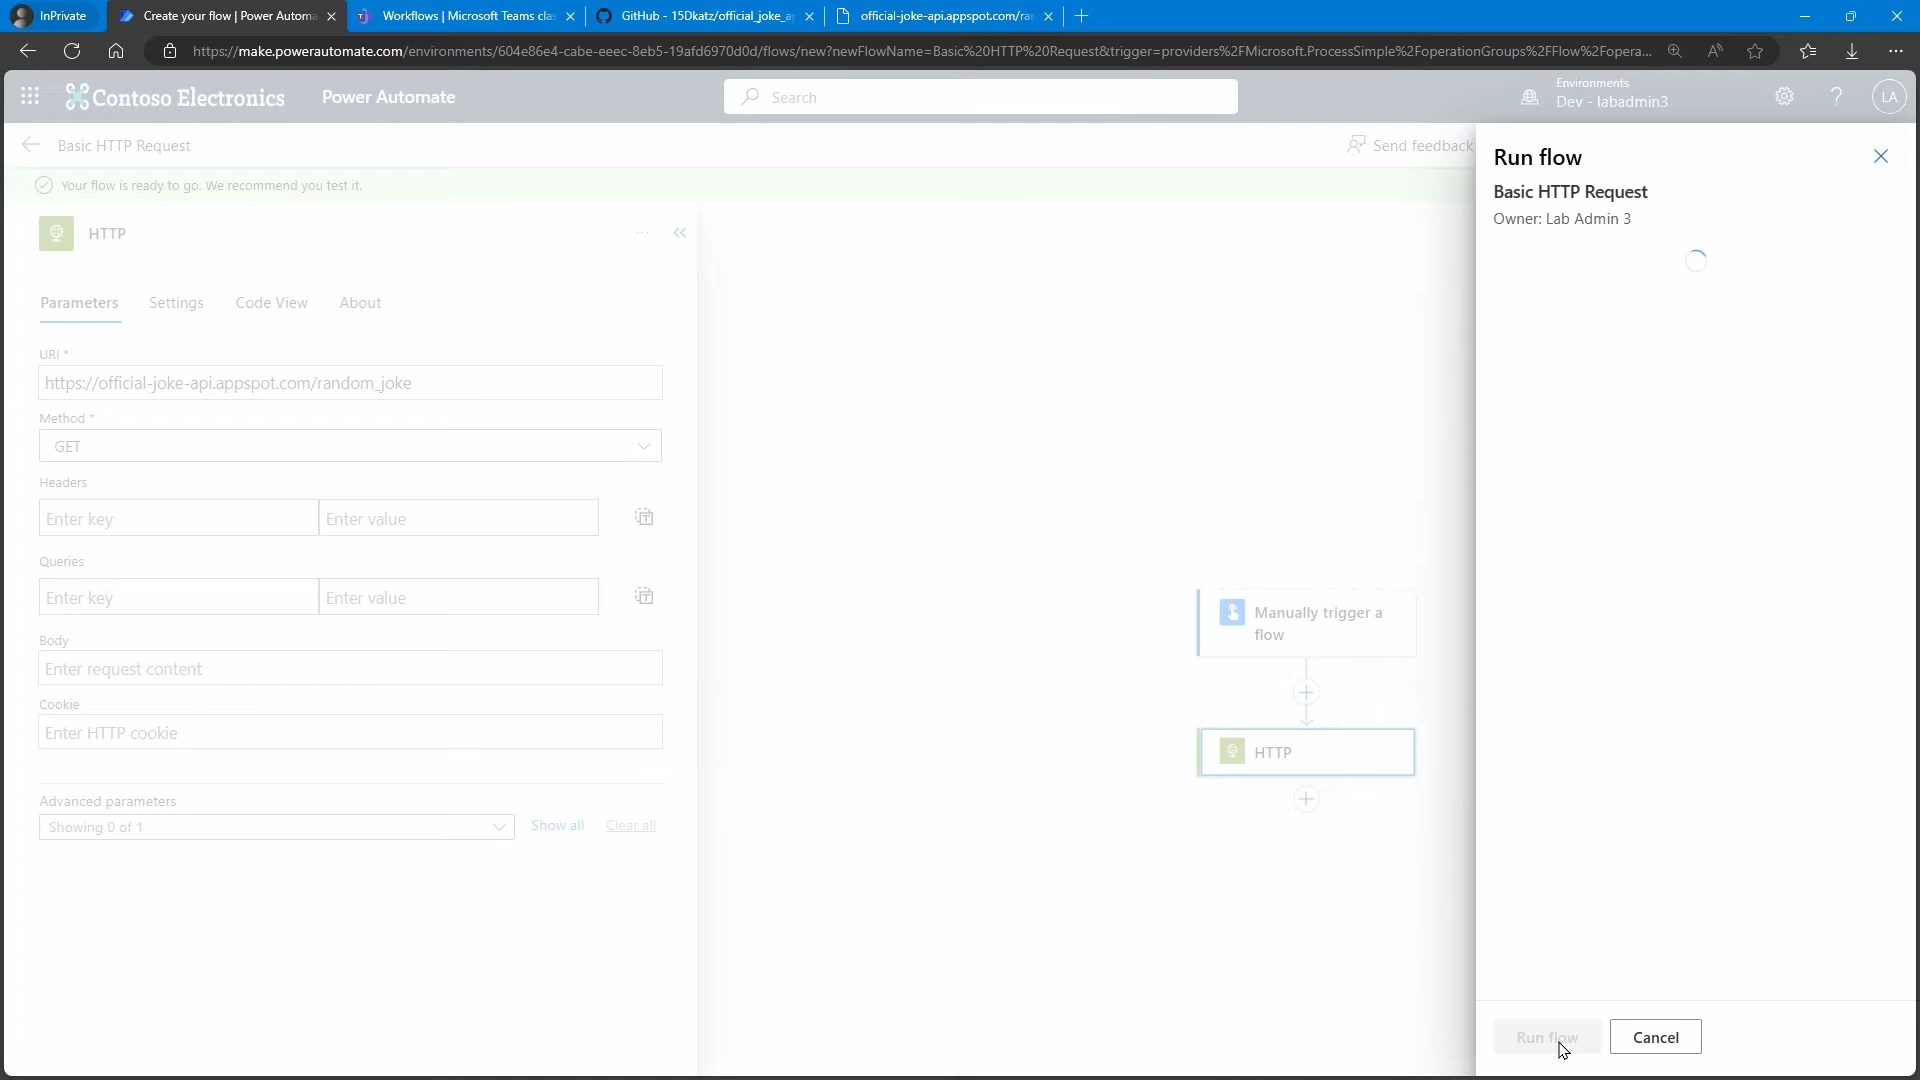 InPrivate
Create your flow | Power Automa
Workflows | Microsoft Teams cla
GitHub - 15Dkatz/official_joke_a
official-joke-api.appspot.com/ra
https://make.powerautomate.com/environments/604e86e4-cabe-eeec-8eb5-19afd6970d0d/flows/new?newFlowName=Basic%20HTTP%20Request&trigger=providers%2FMicrosoft.ProcessSimple%2FoperationGroups%2FFlow%2Fopera...
Contoso Electronics
Power Automate
Search
Environments
Dev - labadmin3
LA
Basic HTTP Request
Send feedback
Your flow is ready to go. We recommend you test it.
HTTP
Parameters
Settings
Code View
About
URI *
https://official-joke-api.appspot.com/random_joke
Method *
GET
Headers
Enter key
Enter value
Queries
Enter key
Enter value
Body
Enter request content
Cookie
Enter HTTP cookie
Advanced parameters
Showing 0 of 1
Show all
Clear all
Manually trigger a
flow
HTTP
Run flow
Basic HTTP Request
Owner: Lab Admin 3
Run flow
Cancel